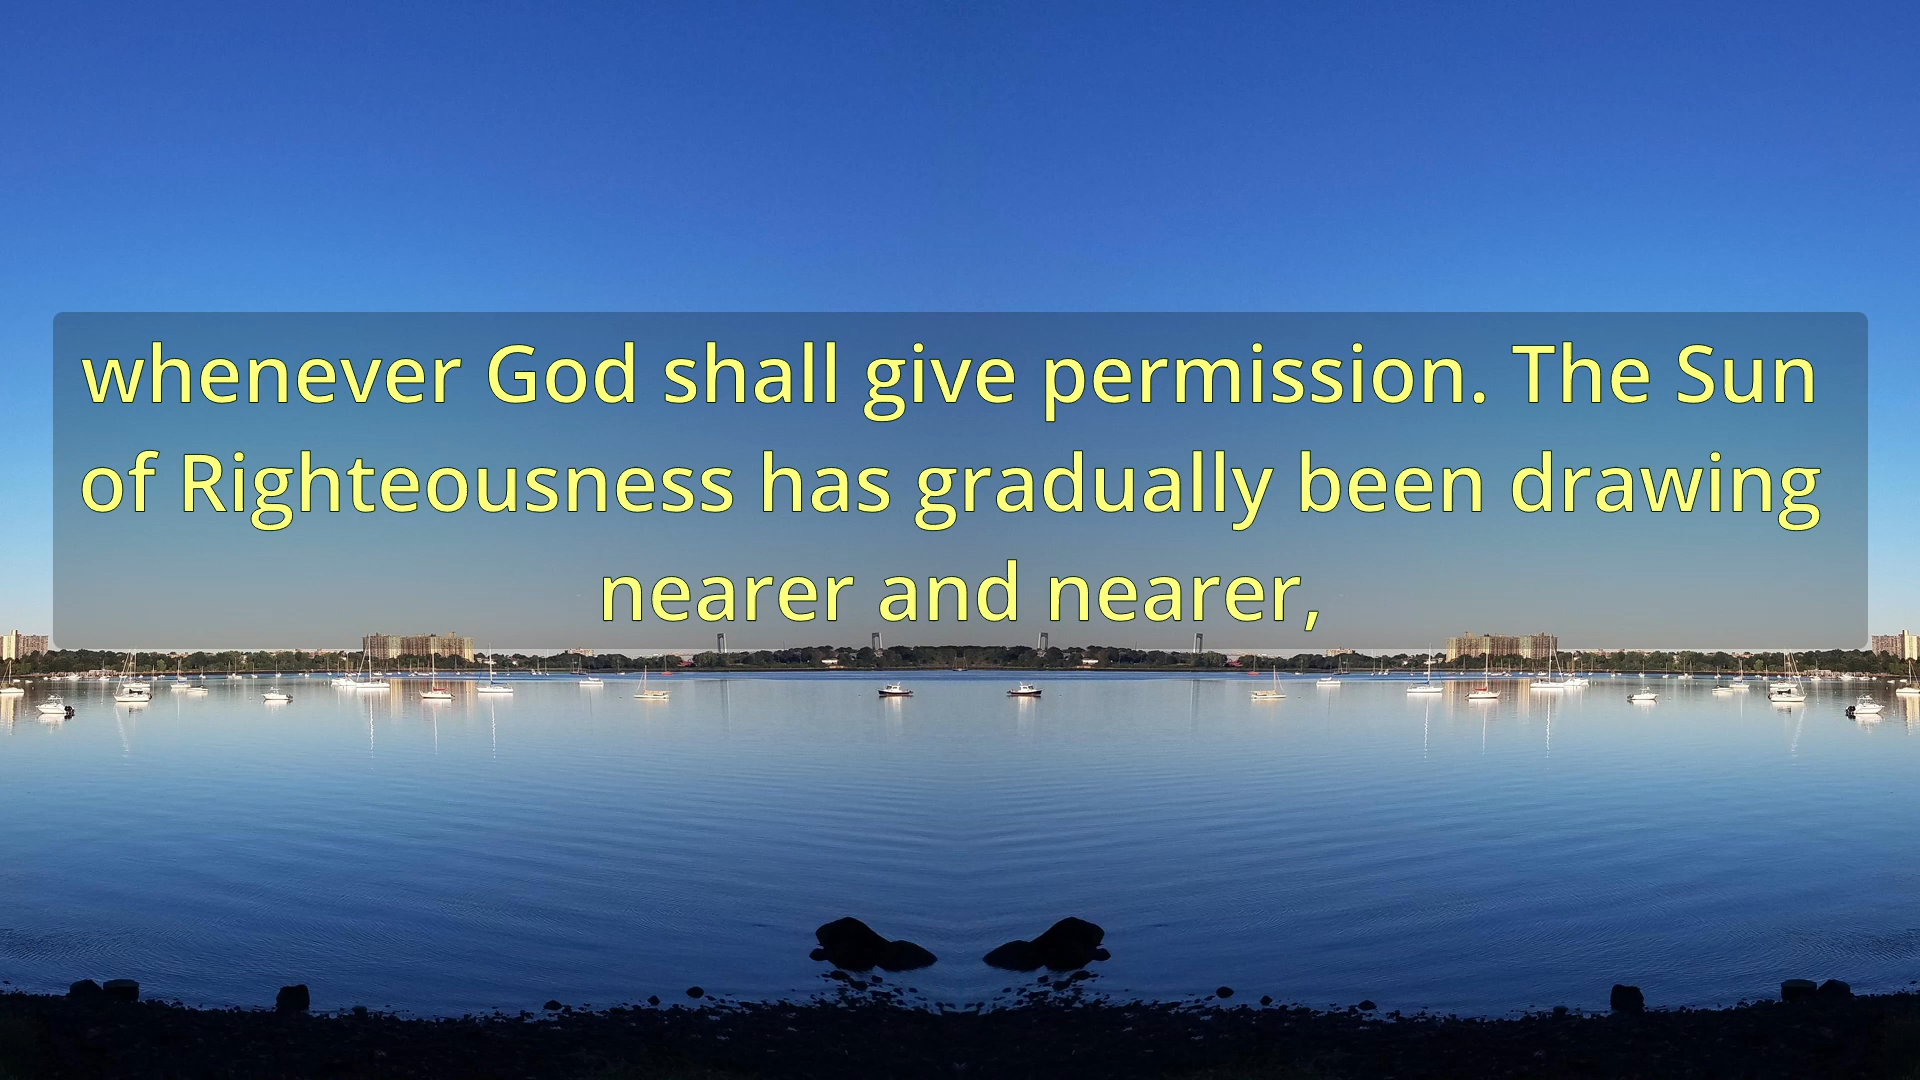 whenever God shall give permission. The Sun
of Righteousness has gradually been drawing
nearer and nearer,